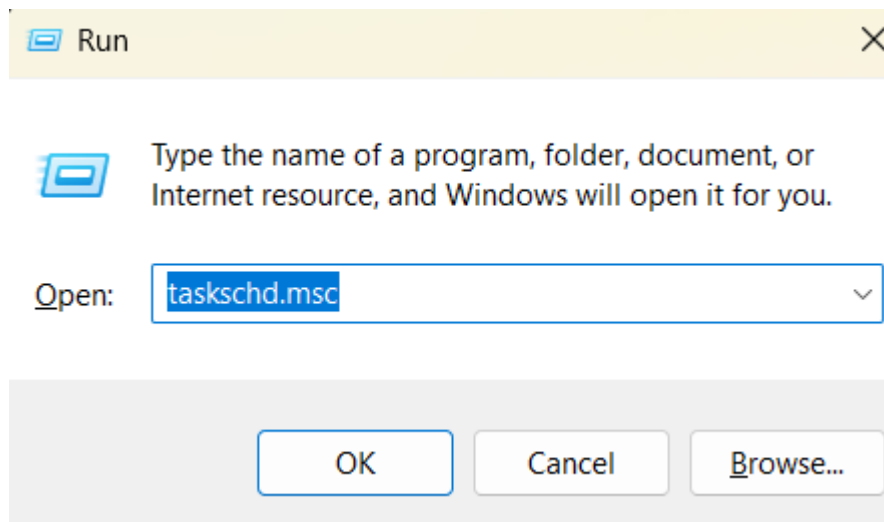 Run
Type the name of a program, folder, document, or
Internet resource, and Windows will open it for you.
Open:
taskschd.msc
OK
Cancel
Browse...